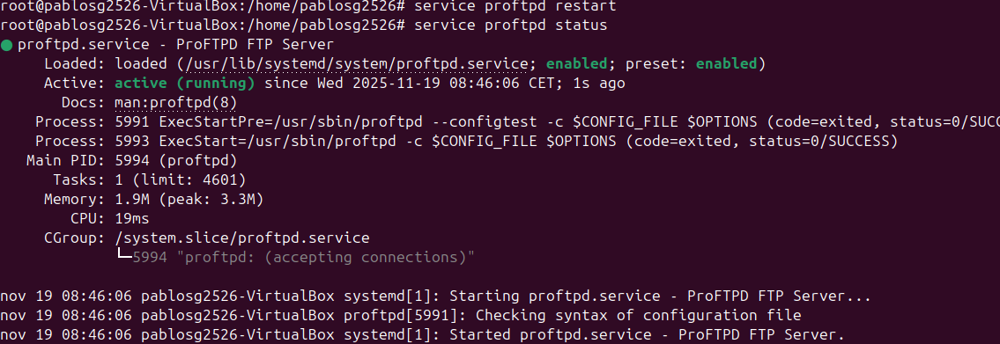 root@pablosg2526-VirtualBox:/home/pablosg2526# service proftpd restart
root@pablosg2526-VirtualBox:/home/pablosg2526# service proftpd status
● proftpd.service - ProFTPD FTP Server
Loaded: loaded (/usr/lib/systemd/system/proftpd.service; enabled; preset: enabled)
Active: active (running) since Wed 2025-11-19 08:46:06 CET; 1s ago
Docs: man:proftpd(8)
Process: 5991 ExecStartPre=/usr/sbin/proftpd --configtest -c $CONFIG_FILE $OPTIONS (code=exited, status=0/SUCC
Process: 5993 ExecStart=/usr/sbin/proftpd -c $CONFIG_FILE $OPTIONS (code=exited, status=0/SUCCESS)
Main PID: 5994 (proftpd)
Tasks: 1 (limit: 4601)
Memory: 1.9M (peak: 3.3M)
CPU: 19ms
CGroup: /system.slice/proftpd.service
└─5994 "proftpd: (accepting connections)"
nov 19 08:46:06 pablosg2526-VirtualBox systemd[1]: Starting proftpd.service - ProFTPD FTP Server...
nov 19 08:46:06 pablosg2526-VirtualBox proftpd[5991]: Checking syntax of configuration file
nov 19 08:46:06 pablosg2526-VirtualBox systemd[1]: Started proftpd.service - ProFTPD FTP Server.